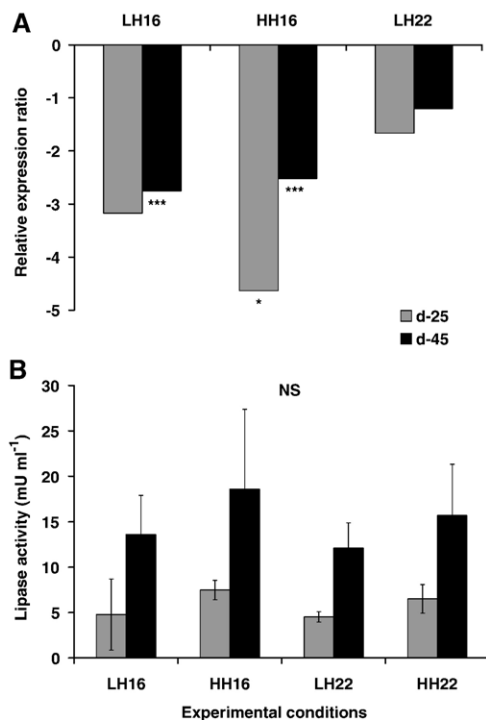 A
LH16 HH16 LH22
Relative expression ratio
0
-1
-2
-3
-4
-5
***
***
*
d-25
d-45
B
NS
Lipase activity (mU ml⁻¹)
30
25
20
15
10
5
0
LH16 HH16 LH22 HH22
Experimental conditions